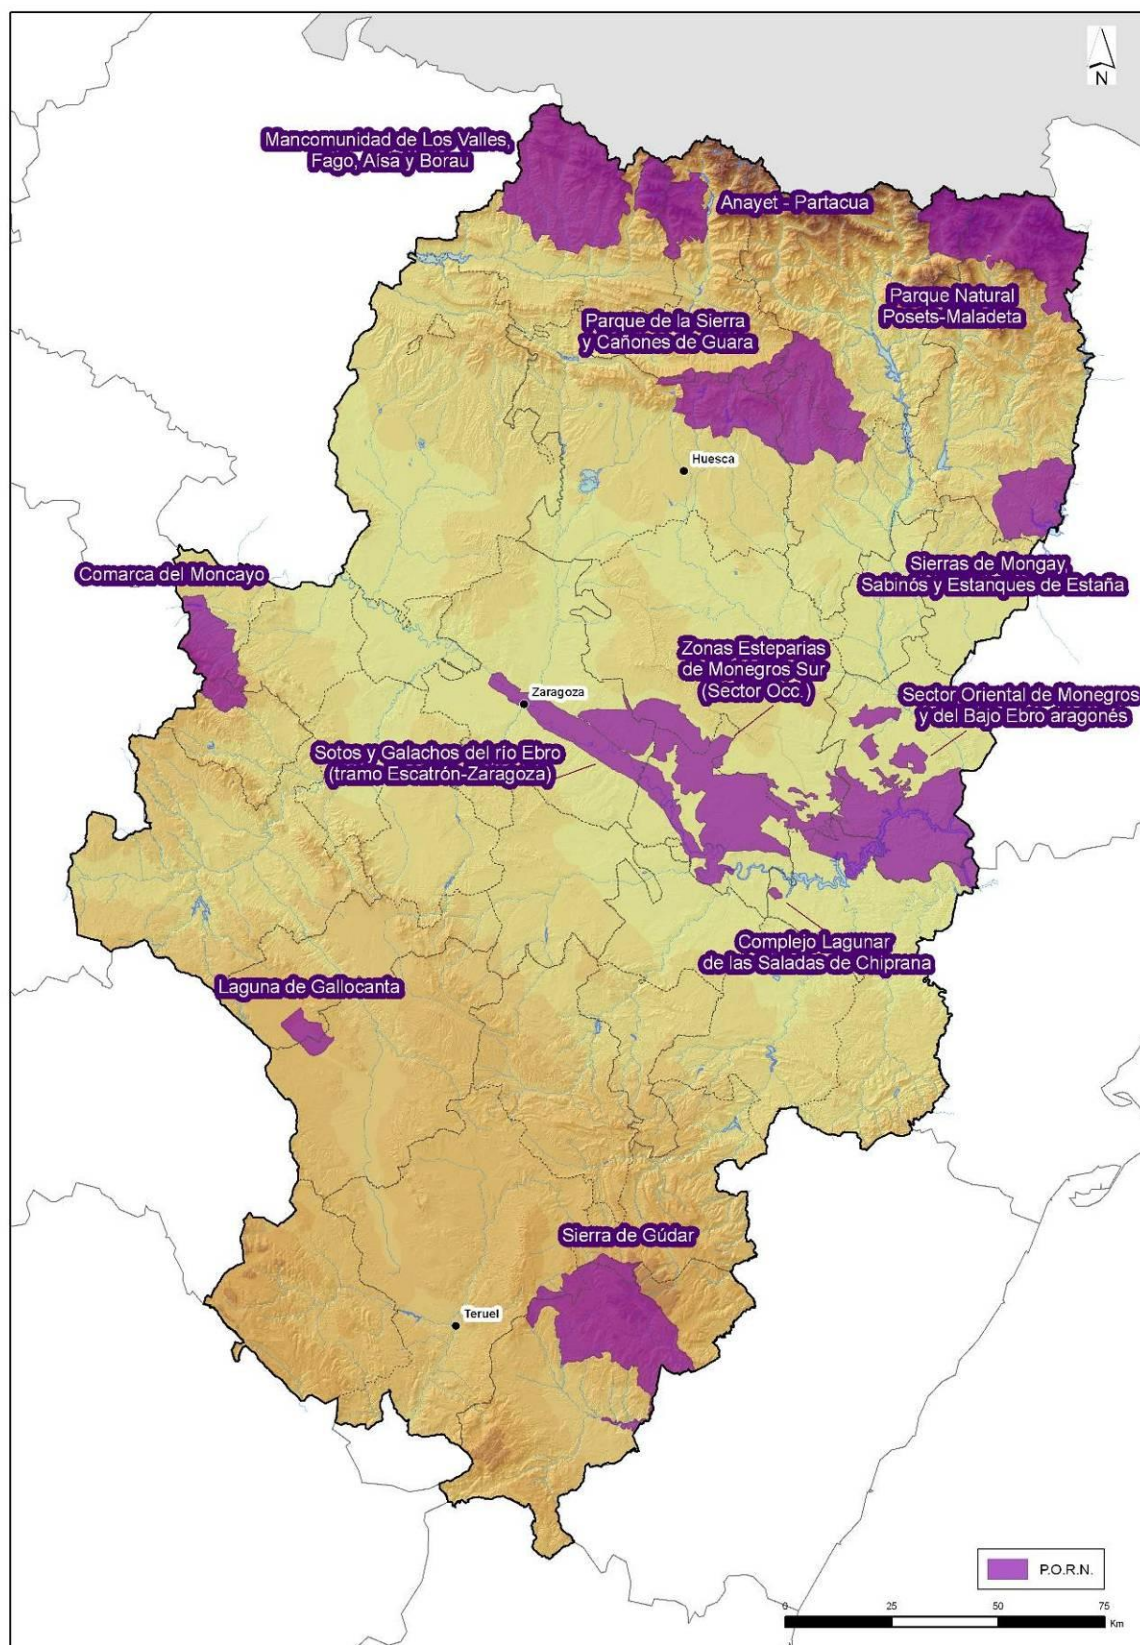 N
Mancomunidad de Los Valles,
Fago, Aísa y Borau
Anayet - Partacua
Parque Natural
Posets-Maladeta
Parque de la Sierra
y Cañones de Guara
Huesca
Sierras de Mongay,
Sabinós y Estanques de Estaña
Comarca del Moncayo
Zonas Esteparias
de Monegros Sur
(Sector Occ.)
Zaragoza
Sector Oriental de Monegros
y del Bajo Ebro aragonés
Sotos y Galachos del río Ebro
(tramo Escatrón-Zaragoza)
Complejo Lagunar
de las Saladas de Chiprana
Laguna de Gallocanta
Sierra de Gúdar
Teruel
P.O.R.N.
0 25 50 75
Km